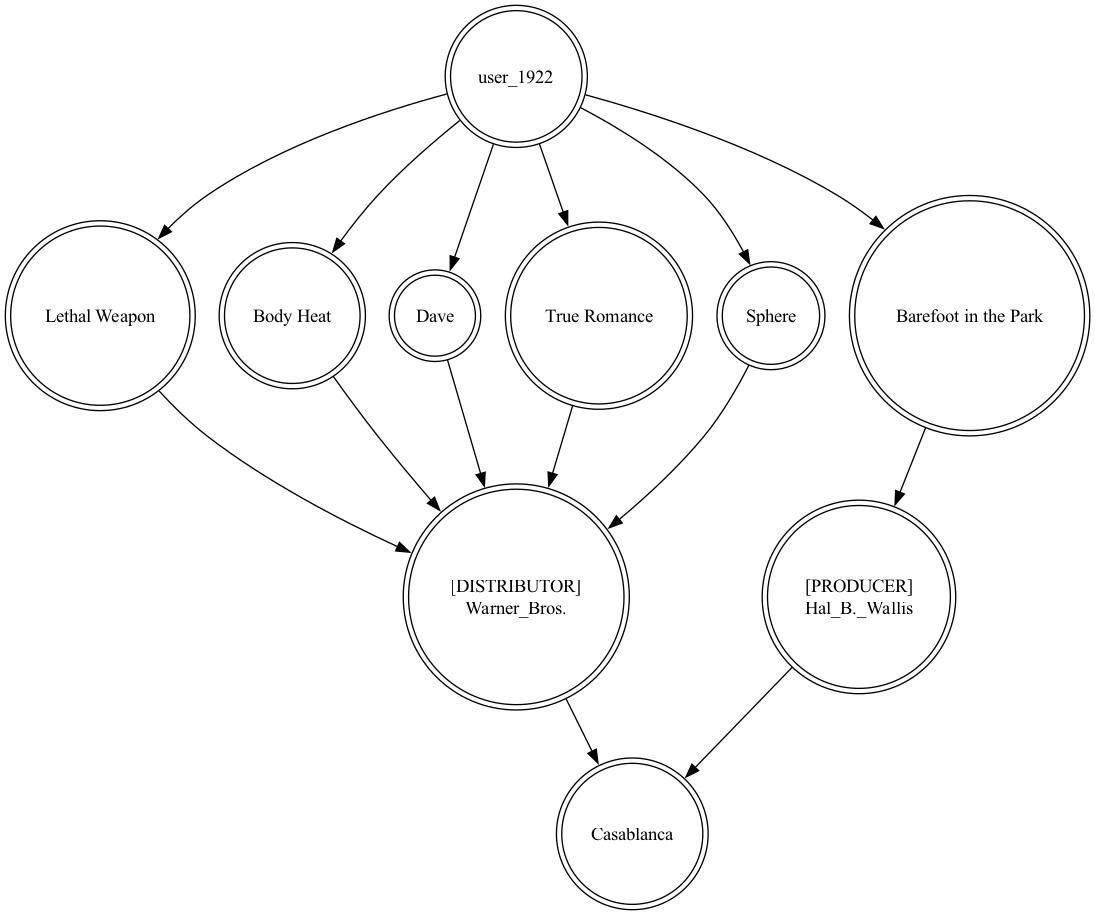 user_1922
Lethal Weapon
Body Heat
Dave
True Romance
Sphere
Barefoot in the Park
[DISTRIBUTOR]
Warner_Bros.
[PRODUCER]
Hal_B._Wallis
Casablanca